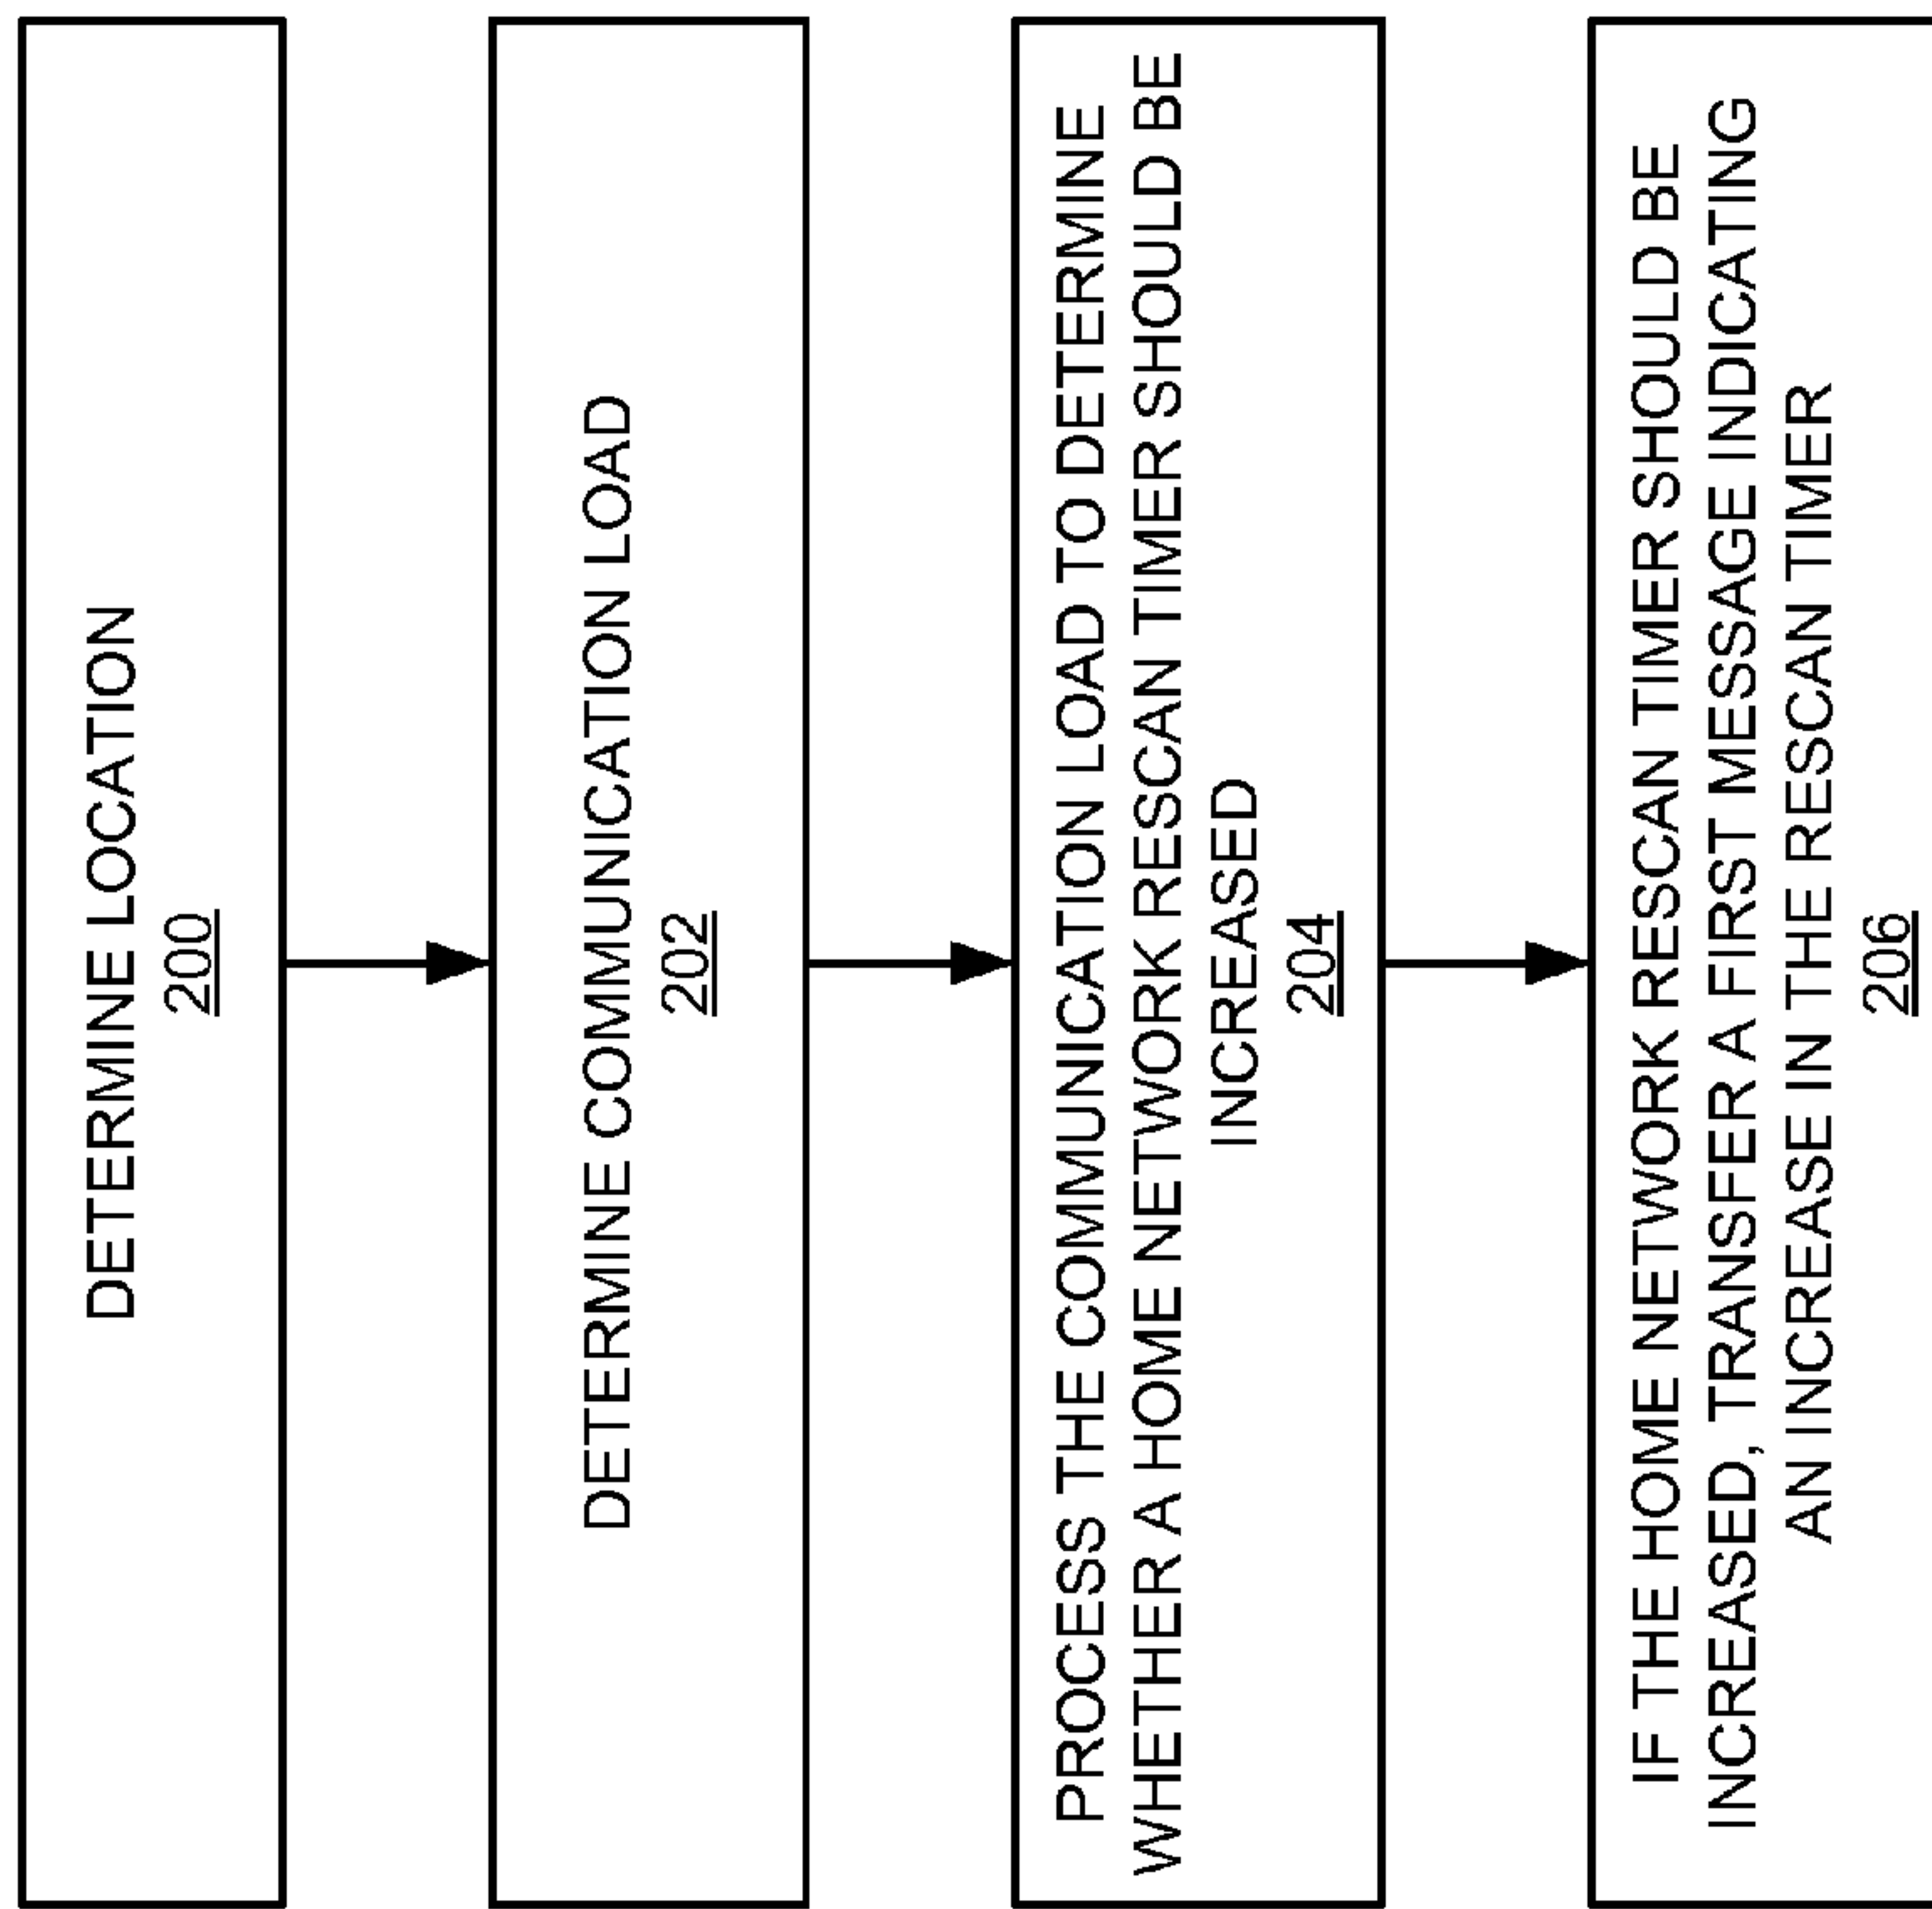 DETERMINE LOCATION
200
DETERMINE COMMUNICATION LOAD
202
PROCESS THE COMMUNICATION LOAD TO DETERMINE
WHETHER A HOME NETWORK RESCAN TIMER SHOULD BE
INCREASED
204
IF THE HOME NETWORK RESCAN TIMER SHOULD BE
INCREASED, TRANSFER A FIRST MESSAGE INDICATING
AN INCREASE IN THE RESCAN TIMER
206